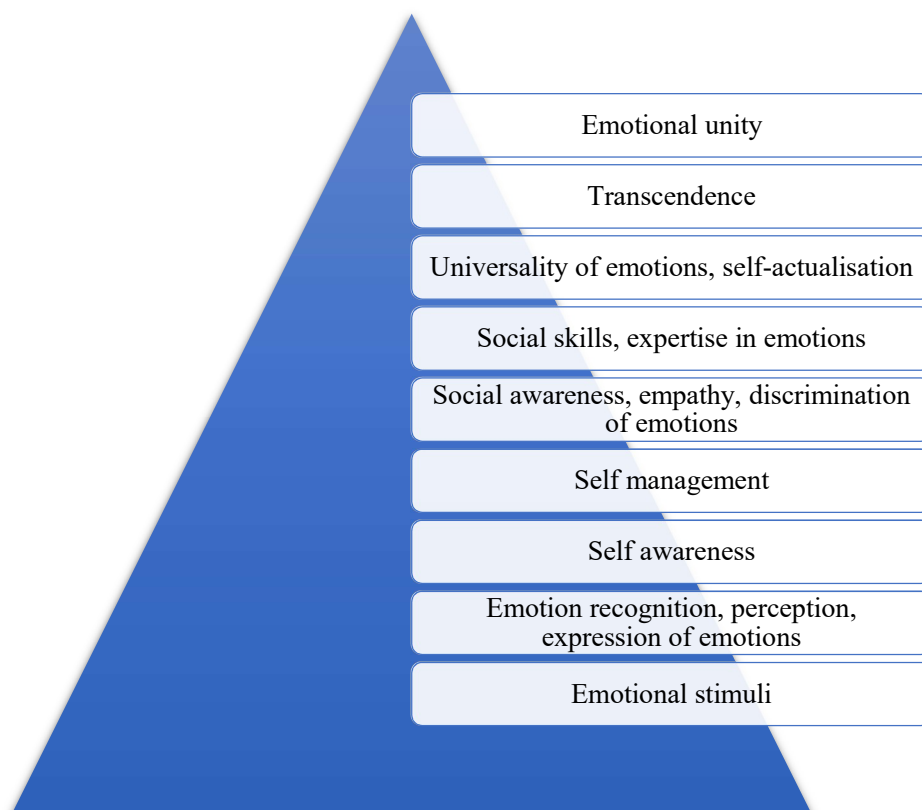 Emotional unity
Transcendence
Universality of emotions, self-actualisation
Social skills, expertise in emotions
Social awareness, empathy, discrimination
of emotions
Self management
Self awareness
Emotion recognition, perception,
expression of emotions
Emotional stimuli